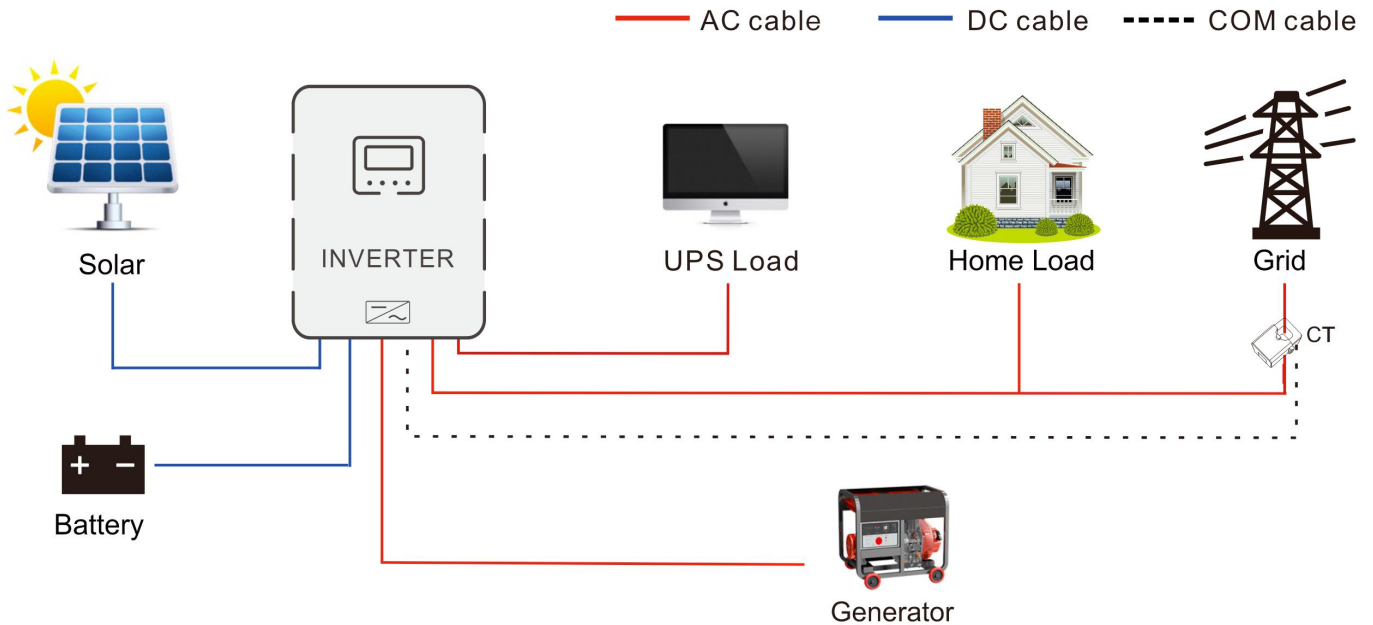 AC cable
DC cable
COM cable
Solar
INVERTER
UPS Load
Home Load
Grid
CT
+ −
Battery
Generator